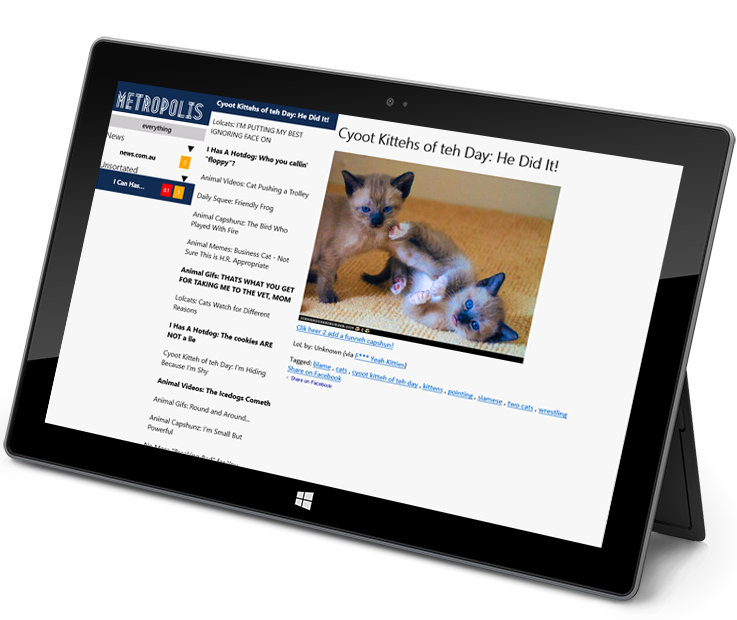 METROPOLIS
everything
News
news.com.au
2
Unsortated
I Can Has...
61
1
Cyoot Kittehs of teh Day: He Did It!
Lolcats: I'M PUTTING MY BEST
IGNORING FACE ON
I Has A Hotdog: Who you callin'
"floppy"?
Animal Videos: Cat Pushing a Trolley
Daily Squee: Friendly Frog
Animal Capshunz: The Bird Who
Played With Fire
Animal Memes: Business Cat - Not
Sure This is H.R. Appropriate
Animal Gifs: THATS WHAT YOU GET
FOR TAKING ME TO THE VET, MOM
Lolcats: Cats Watch for Different
Reasons
I Has A Hotdog: The cookies ARE
NOT a lie
Cyoot Kitteh of teh Day: I'm Hiding
Because I'm Shy
Animal Videos: The Icedogs Cometh
Animal Gifs: Round and Around...
Animal Capshunz: I'm Small But
Powerful
Cyoot Kittehs of teh Day: He Did It!
Clik heer 2 add a funneh capshun!
LoL by: Unknown (via F*** Yeah Kitties)
Tagged: blame , cats , cyoot kitteh of teh day , kittens , pointing , siamese , two cats , wrestling
Share on Facebook
- Share on Facebook